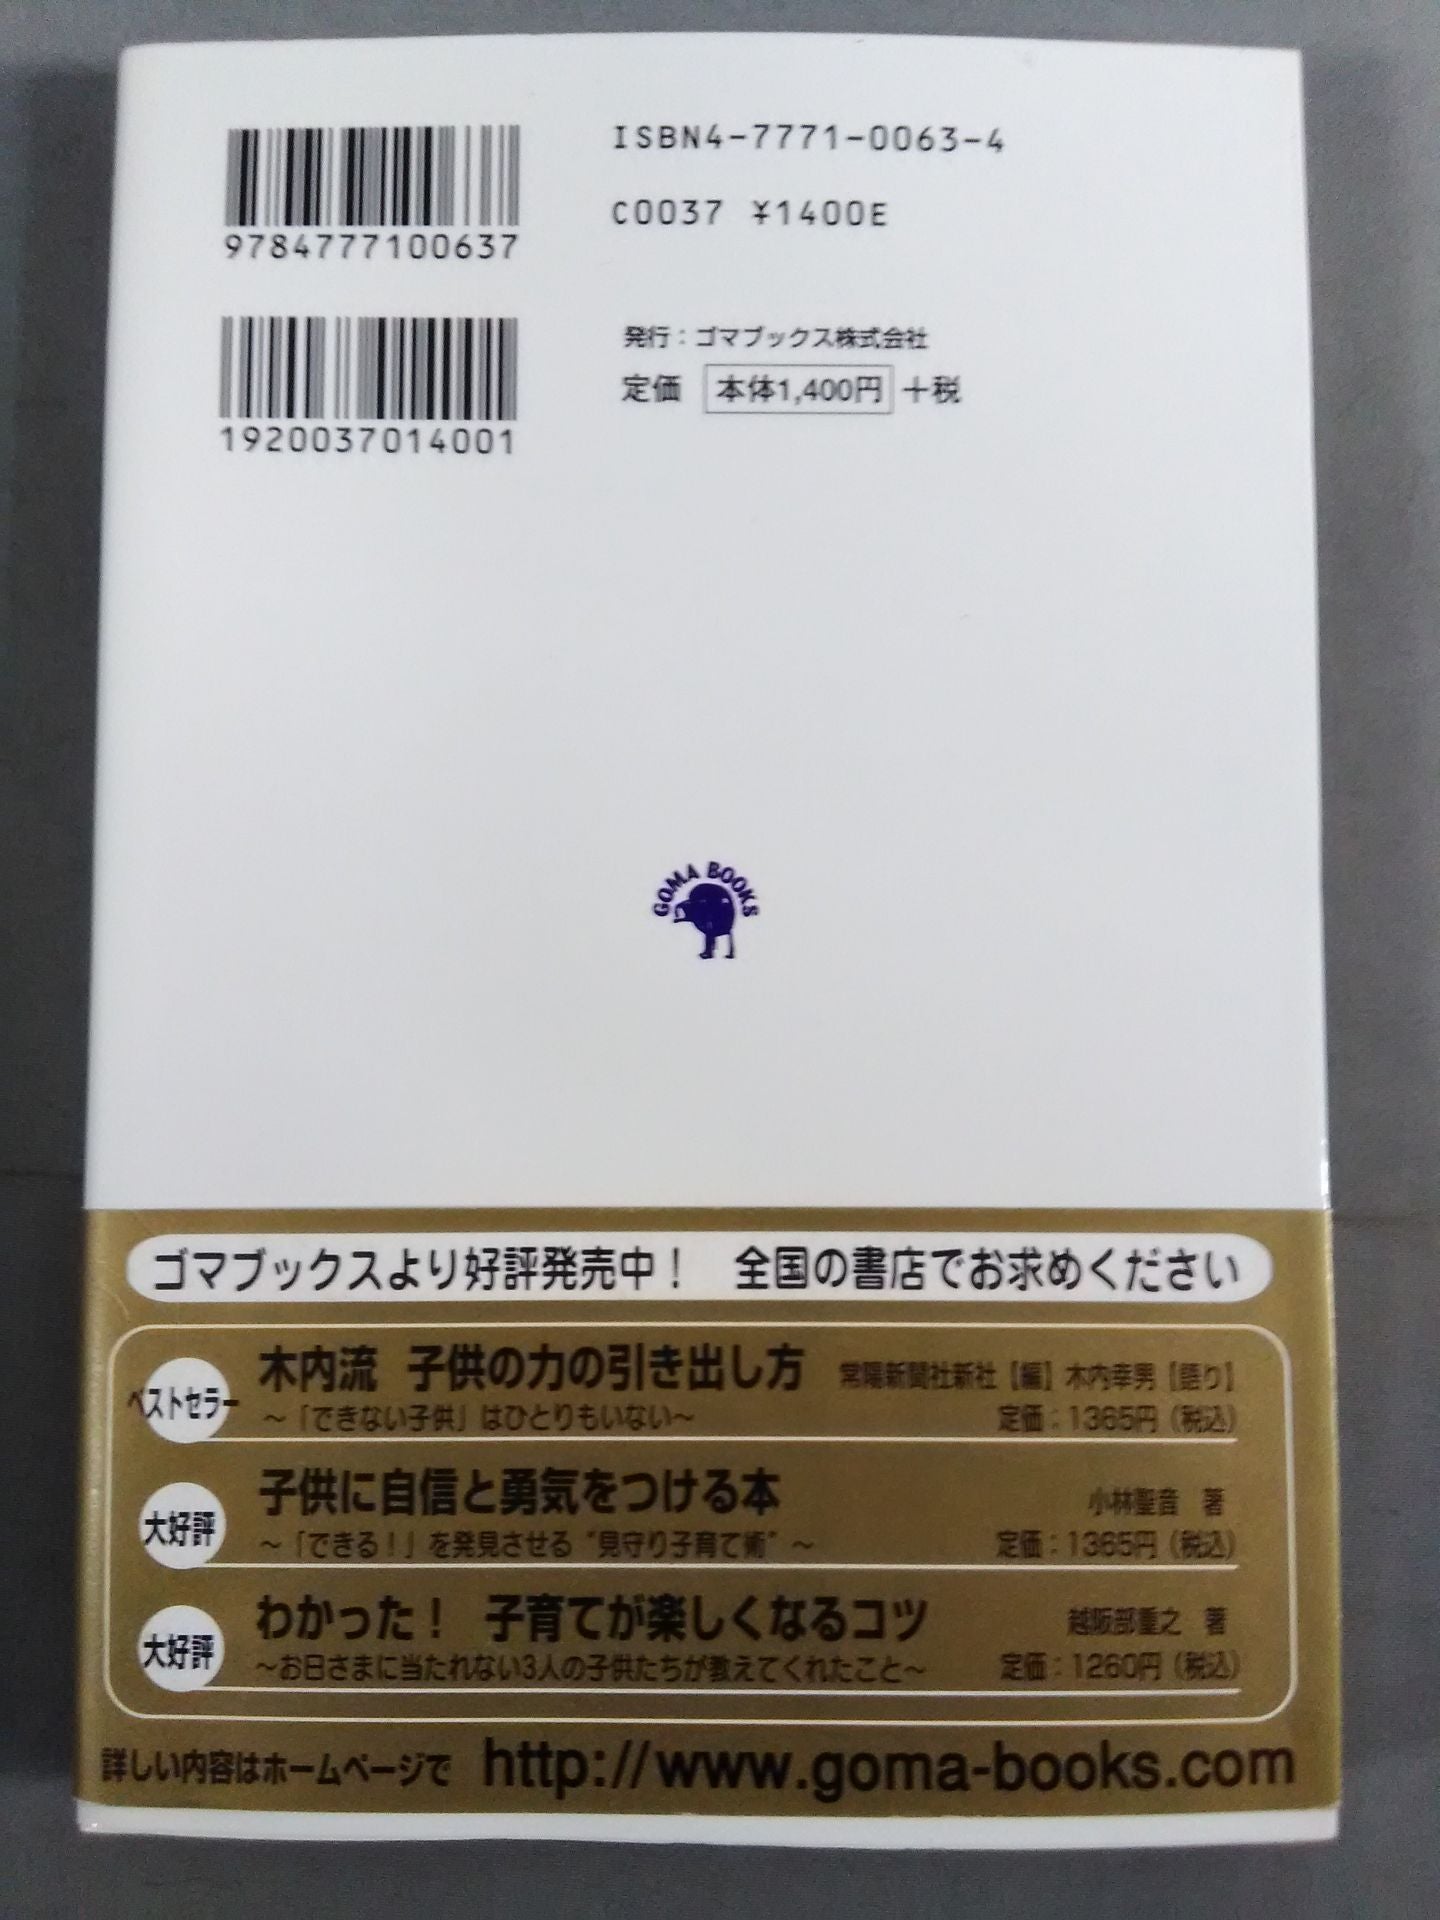 ISBN4-7771-0063-4
C0037 ¥1400E
9784777100637
1920037014001
発行：ゴマブックス株式会社
定価 本体1,400円 +税
GOMA BOOKS
ゴマブックスより好評発売中！ 全国の書店でお求めください
ベストセラー
木内流 子供の力の引き出し方 常陽新聞社新社【編】木内幸男【語り】
～「できない子供」はひとりもいない～ 定価：1365円（税込）
大好評
子供に自信と勇気をつける本 小林聖音 著
～「できる！」を発見させる“見守り子育て術”～ 定価：1365円（税込）
大好評
わかった！ 子育てが楽しくなるコツ 越阪部重之 著
～お日さまに当たれない3人の子供たちが教えてくれたこと～ 定価：1260円（税込）
詳しい内容はホームページで http://www.goma-books.com